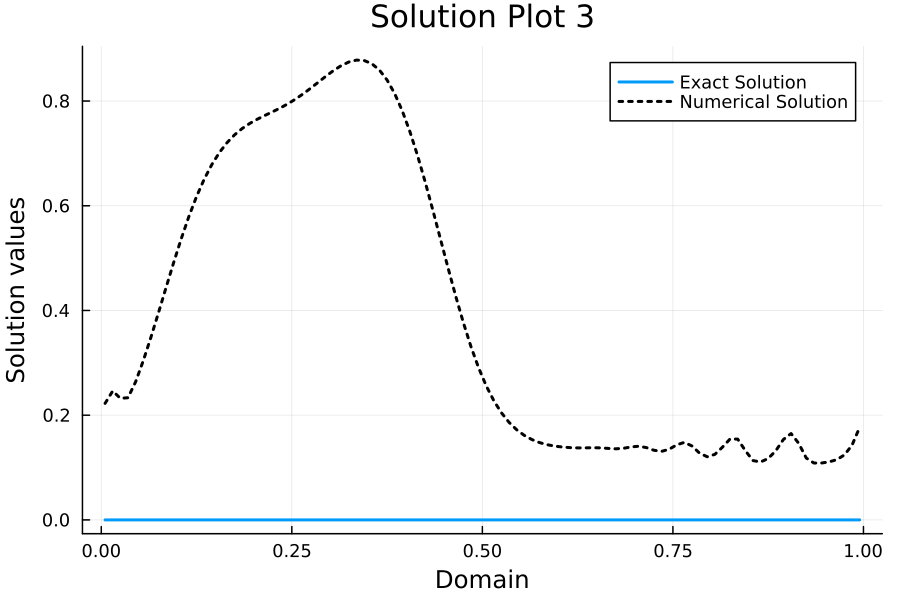 Solution Plot 3
Exact Solution
Numerical Solution
Solution values
0.8
0.6
0.4
0.2
0.0
0.00 0.25 0.50 0.75 1.00
Domain